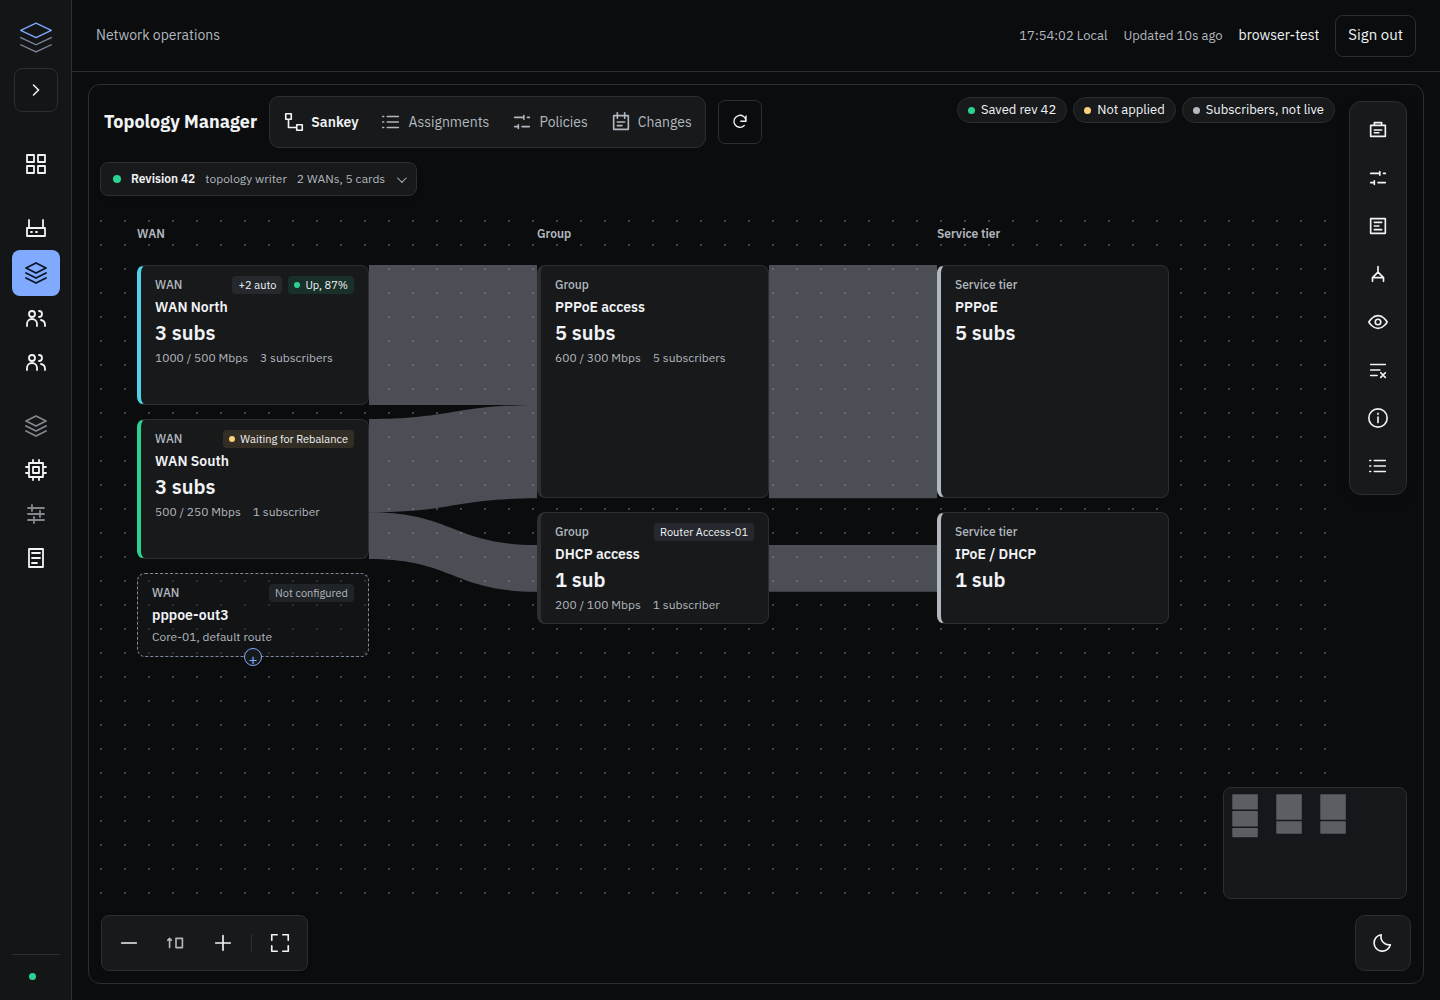 Network operations
17:54:02 Local Updated 10s ago browser-test Sign out
Topology Manager Sankey Assignments Policies Changes
Saved rev 42 Not applied Subscribers, not live
Revision 42 topology writer 2 WANs, 5 cards
WAN Group Service tier
WAN +2 auto Up, 87%
WAN North
3 subs
1000 / 500 Mbps 3 subscribers
Group
PPPoE access
5 subs
600 / 300 Mbps 5 subscribers
Service tier
PPPoE
5 subs
WAN Waiting for Rebalance
WAN South
3 subs
500 / 250 Mbps 1 subscriber
Group Router Access-01
DHCP access
1 sub
200 / 100 Mbps 1 subscriber
Service tier
IPoE / DHCP
1 sub
WAN Not configured
pppoe-out3
Core-01, default route